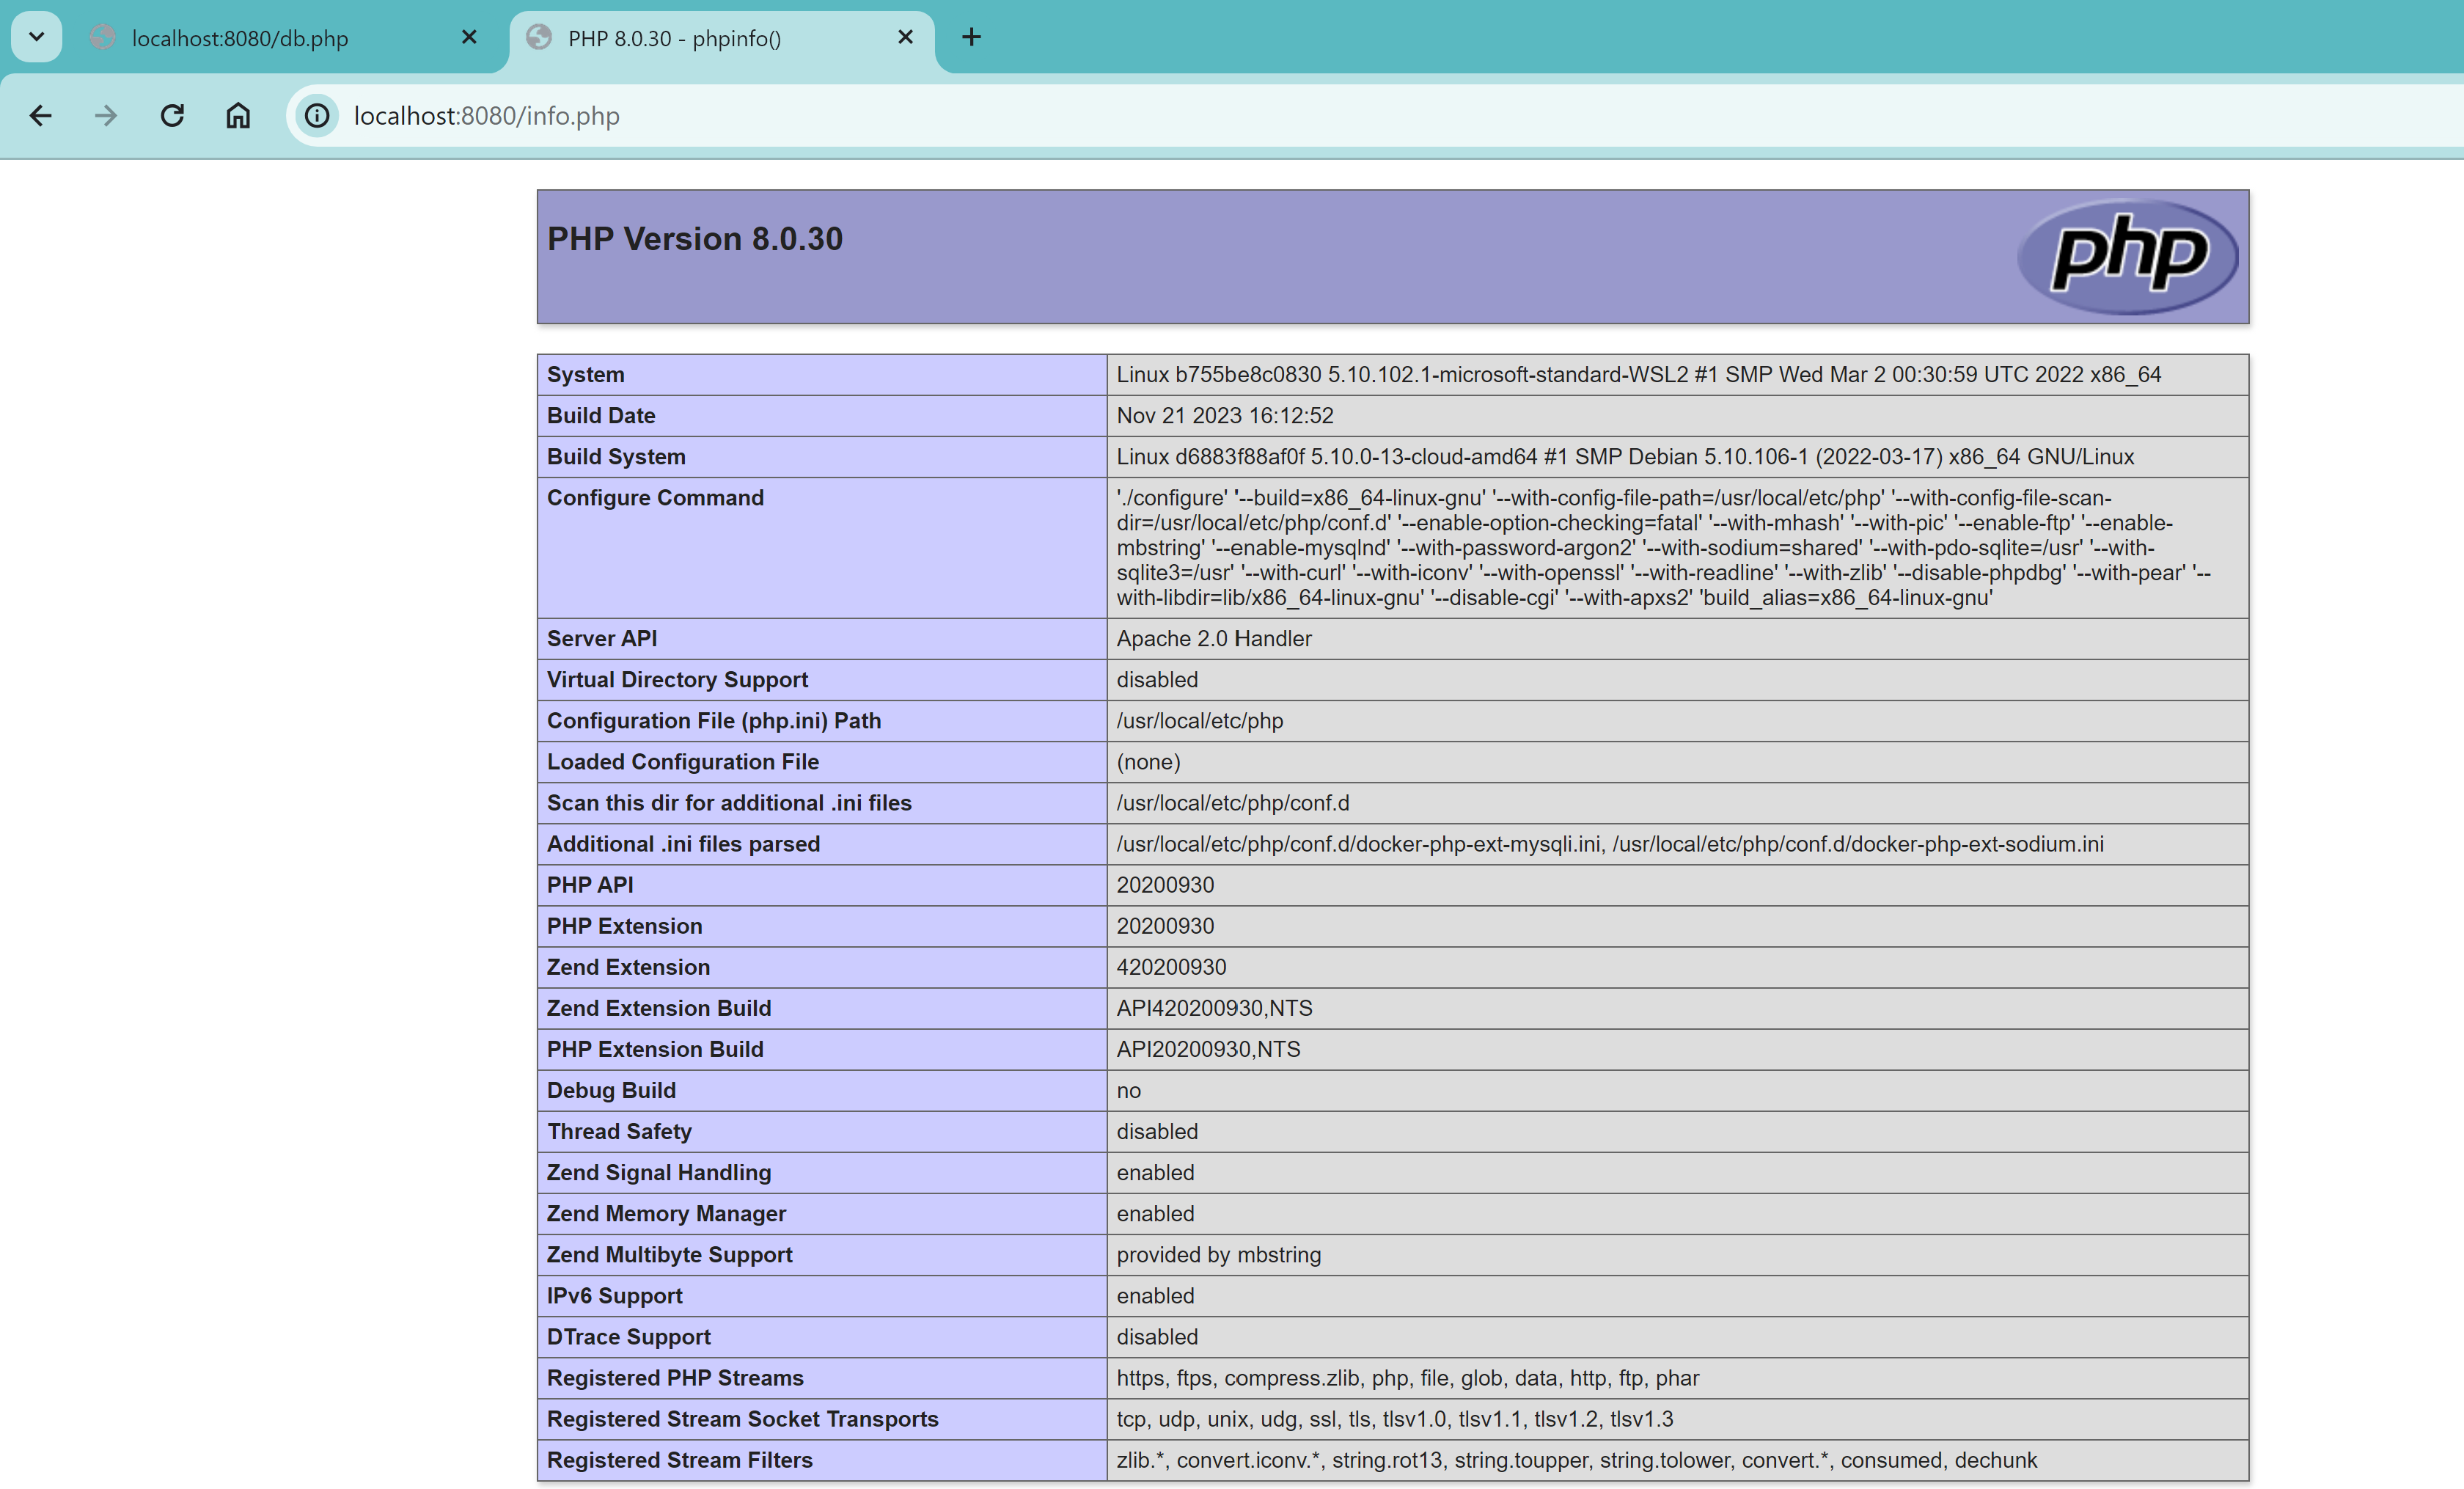 localhost:8080/db.php
PHP 8.0.30 - phpinfo()
localhost:8080/info.php
PHP Version 8.0.30
php
System Linux b755be8c0830 5.10.102.1-microsoft-standard-WSL2 #1 SMP Wed Mar 2 00:30:59 UTC 2022 x86_64
Build Date Nov 21 2023 16:12:52
Build System Linux d6883f88af0f 5.10.0-13-cloud-amd64 #1 SMP Debian 5.10.106-1 (2022-03-17) x86_64 GNU/Linux
Configure Command './configure' '--build=x86_64-linux-gnu' '--with-config-file-path=/usr/local/etc/php' '--with-config-file-scan-
dir=/usr/local/etc/php/conf.d' '--enable-option-checking=fatal' '--with-mhash' '--with-pic' '--enable-ftp' '--enable-
mbstring' '--enable-mysqlnd' '--with-password-argon2' '--with-sodium=shared' '--with-pdo-sqlite=/usr' '--with-
sqlite3=/usr' '--with-curl' '--with-iconv' '--with-openssl' '--with-readline' '--with-zlib' '--disable-phpdbg' '--with-pear' '--
with-libdir=lib/x86_64-linux-gnu' '--disable-cgi' '--with-apxs2' 'build_alias=x86_64-linux-gnu'
Server API Apache 2.0 Handler
Virtual Directory Support disabled
Configuration File (php.ini) Path /usr/local/etc/php
Loaded Configuration File (none)
Scan this dir for additional .ini files /usr/local/etc/php/conf.d
Additional .ini files parsed /usr/local/etc/php/conf.d/docker-php-ext-mysqli.ini, /usr/local/etc/php/conf.d/docker-php-ext-sodium.ini
PHP API 20200930
PHP Extension 20200930
Zend Extension 420200930
Zend Extension Build API420200930,NTS
PHP Extension Build API20200930,NTS
Debug Build no
Thread Safety disabled
Zend Signal Handling enabled
Zend Memory Manager enabled
Zend Multibyte Support provided by mbstring
IPv6 Support enabled
DTrace Support disabled
Registered PHP Streams https, ftps, compress.zlib, php, file, glob, data, http, ftp, phar
Registered Stream Socket Transports tcp, udp, unix, udg, ssl, tls, tlsv1.0, tlsv1.1, tlsv1.2, tlsv1.3
Registered Stream Filters zlib.*, convert.iconv.*, string.rot13, string.toupper, string.tolower, convert.*, consumed, dechunk